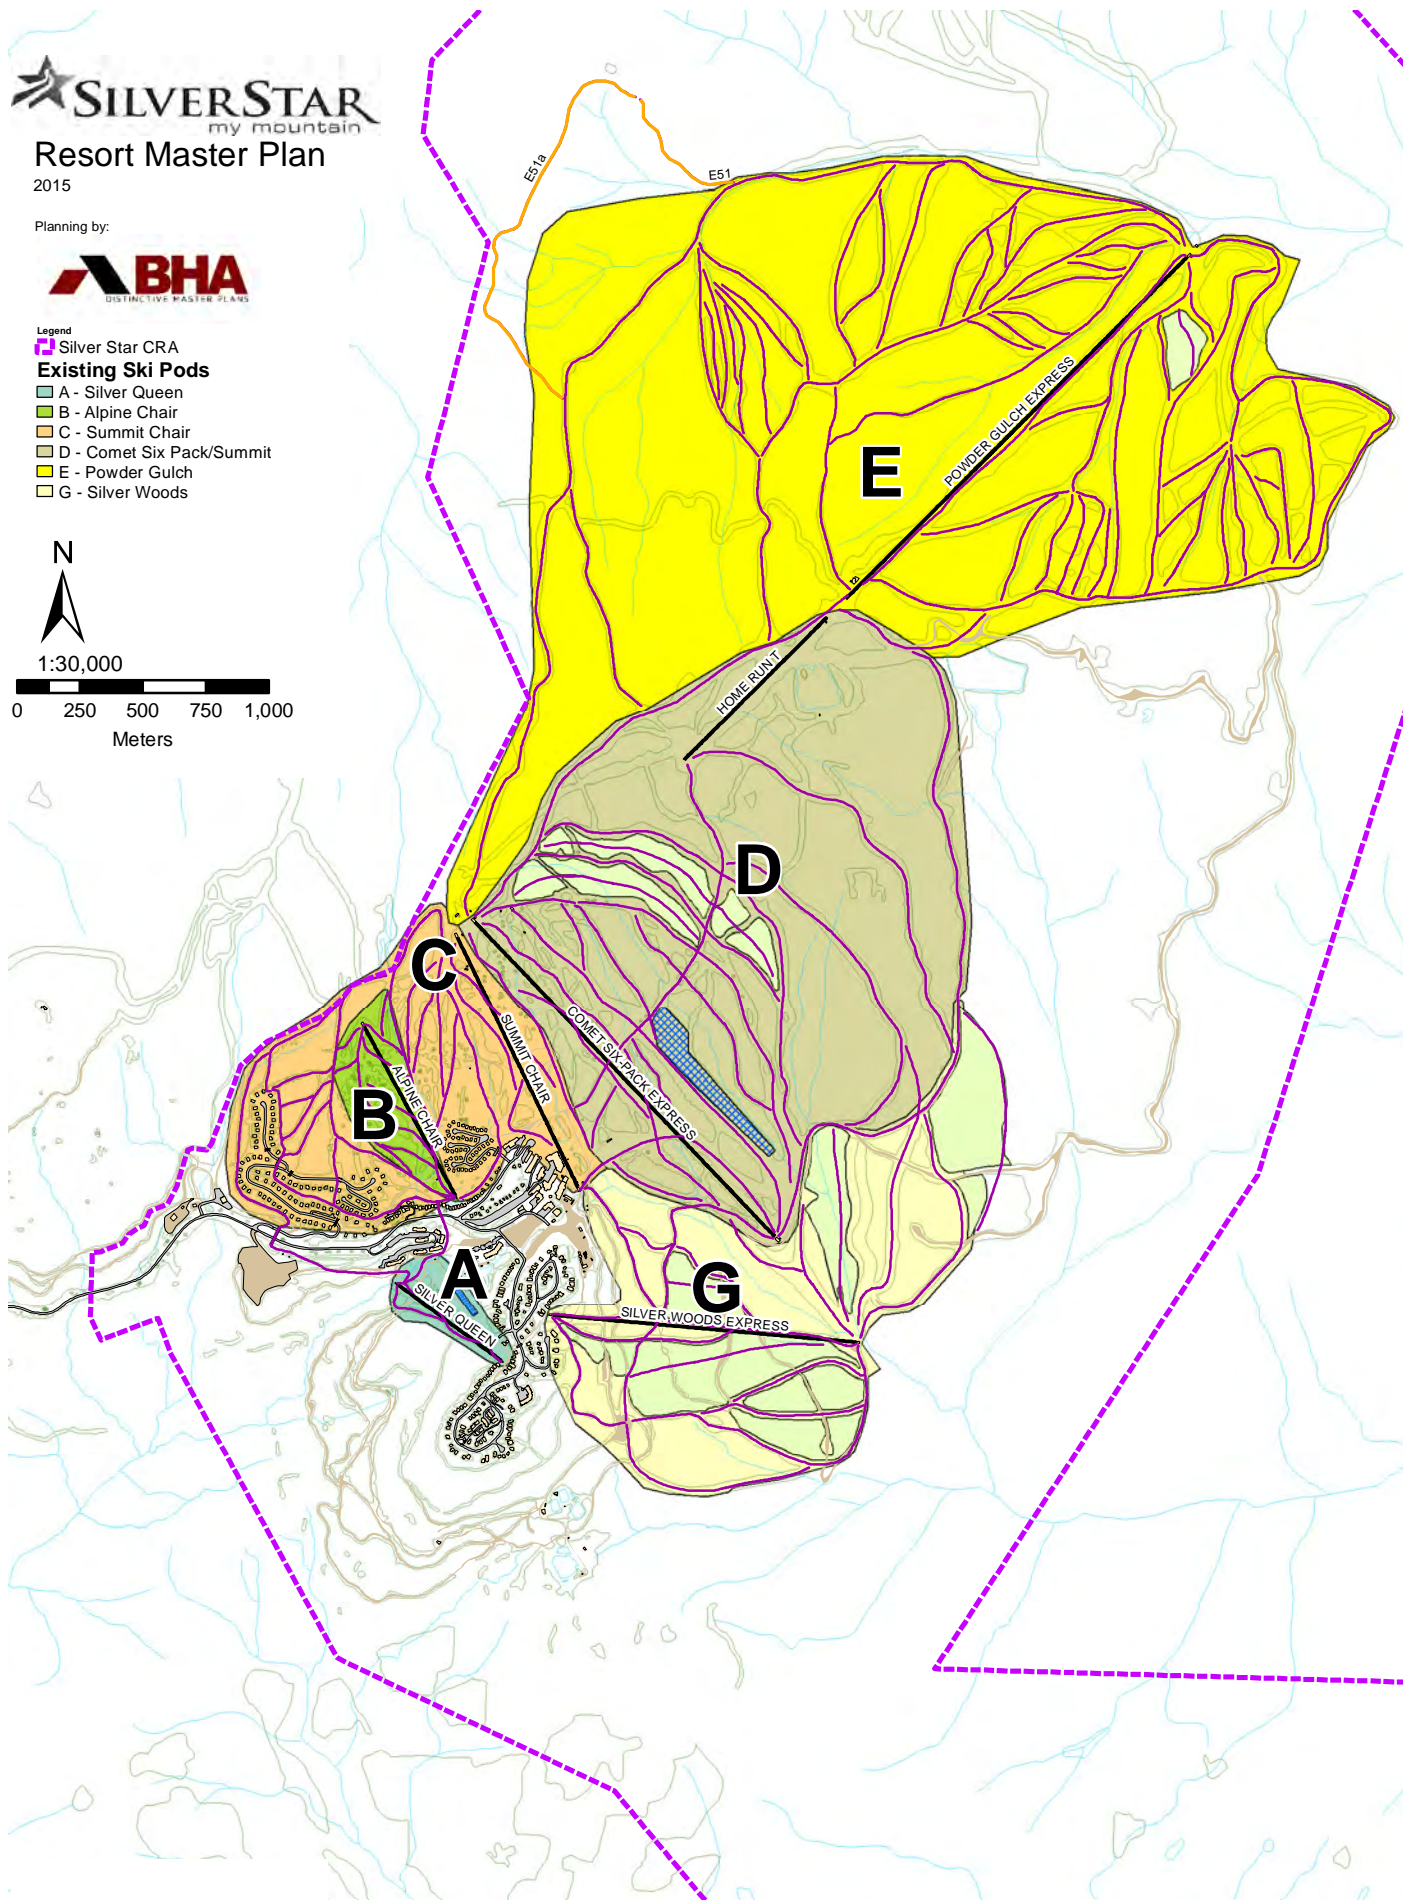 SILVERSTAR
my mountain
Resort Master Plan
2015
Planning by:
BHA
DISTINCTIVE MASTER PLANS
Legend
Silver Star CRA
Existing Ski Pods
A - Silver Queen
B - Alpine Chair
C - Summit Chair
D - Comet Six Pack/Summit
E - Powder Gulch
G - Silver Woods
N
1:30,000
0 250 500 750 1,000
Meters
E51a
E51
POWDER GULCH EXPRESS
E
HOME RUN T
D
C
SUMMIT CHAIR
COMET SIX-PACK EXPRESS
ALPINE CHAIR
B
A
SILVER QUEEN
G
SILVER WOODS EXPRESS